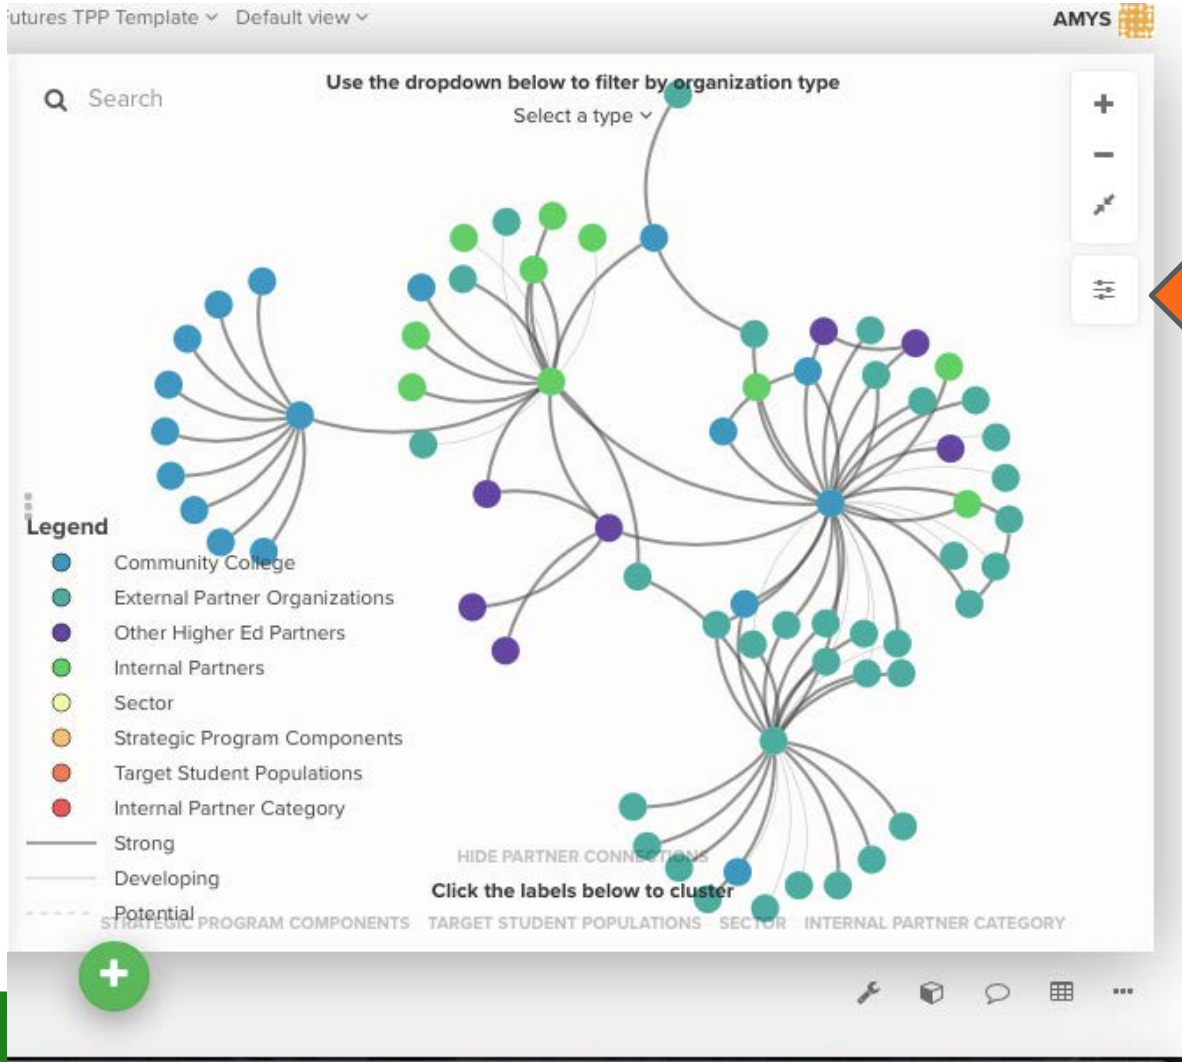 utures TPP Template Default view AMYS
Search
Use the dropdown below to filter by organization type
Select a type
Legend
Community College
External Partner Organizations
Other Higher Ed Partners
Internal Partners
Sector
Strategic Program Components
Target Student Populations
Internal Partner Category
Strong
Developing
Potential
HIDE PARTNER CONNECTIONS
Click the labels below to cluster
STRATEGIC PROGRAM COMPONENTS TARGET STUDENT POPULATIONS SECTOR INTERNAL PARTNER CATEGORY